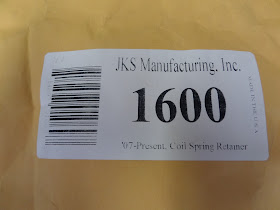 JKS Manufacturing, Inc.
1600
'07-Present, Coil Spring Retainer